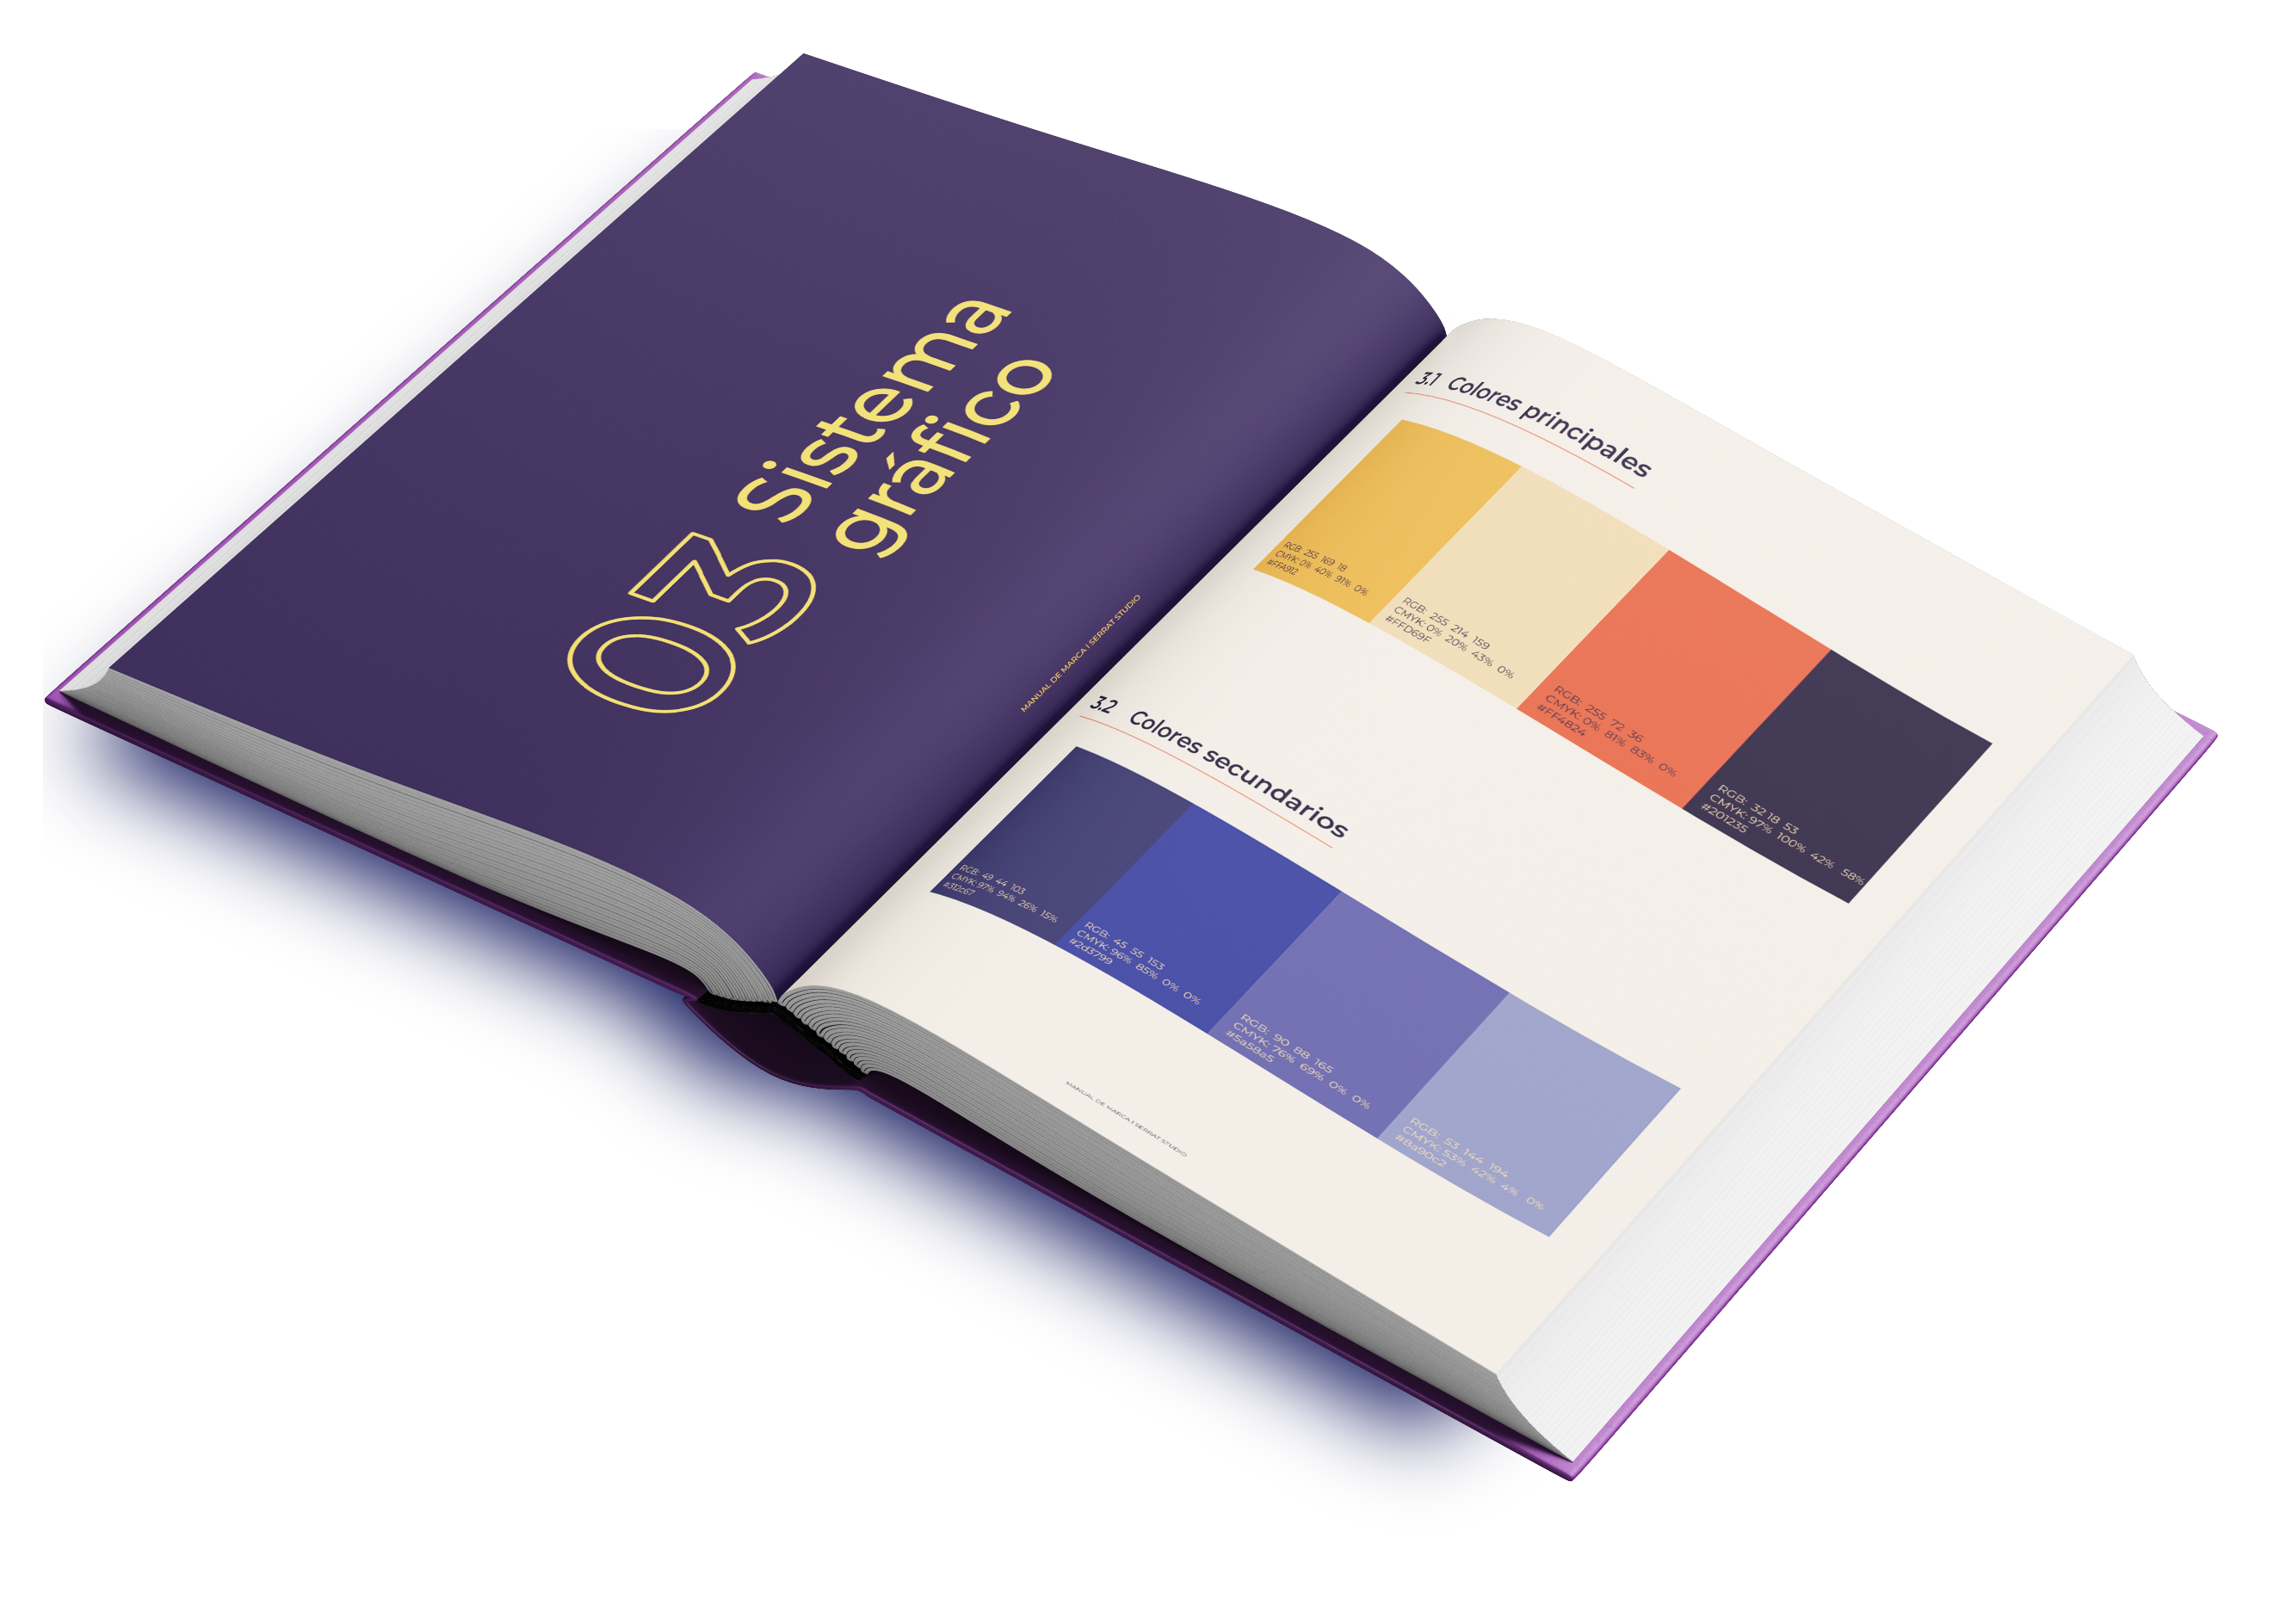 03 Sistema
gràfico
MANUAL DE MARCA I SERRAT STUDIO
3.1 Colores principales
RGB: 255 169 18
CMYK: 0% 40% 91% 0%
#FFA912
RGB: 255 214 159
CMYK: 0% 20% 43% 0%
#FFD69F
RGB: 255 72 36
CMYK: 0% 81% 83% 0%
#FF4824
RGB: 32 18 53
CMYK: 97% 100% 42% 58%
#201235
3.2 Colores secundarios
RGB: 49 44 103
CMYK: 97% 94% 26% 15%
#312c67
RGB: 45 55 153
CMYK: 96% 85% 0% 0%
#2d3799
RGB: 90 88 165
CMYK: 76% 69% 0% 0%
#5a58a5
RGB: 53 144 194
CMYK: 53% 42% 4% 0%
#8a90c2
MANUAL DE MARCA I SERRAT STUDIO